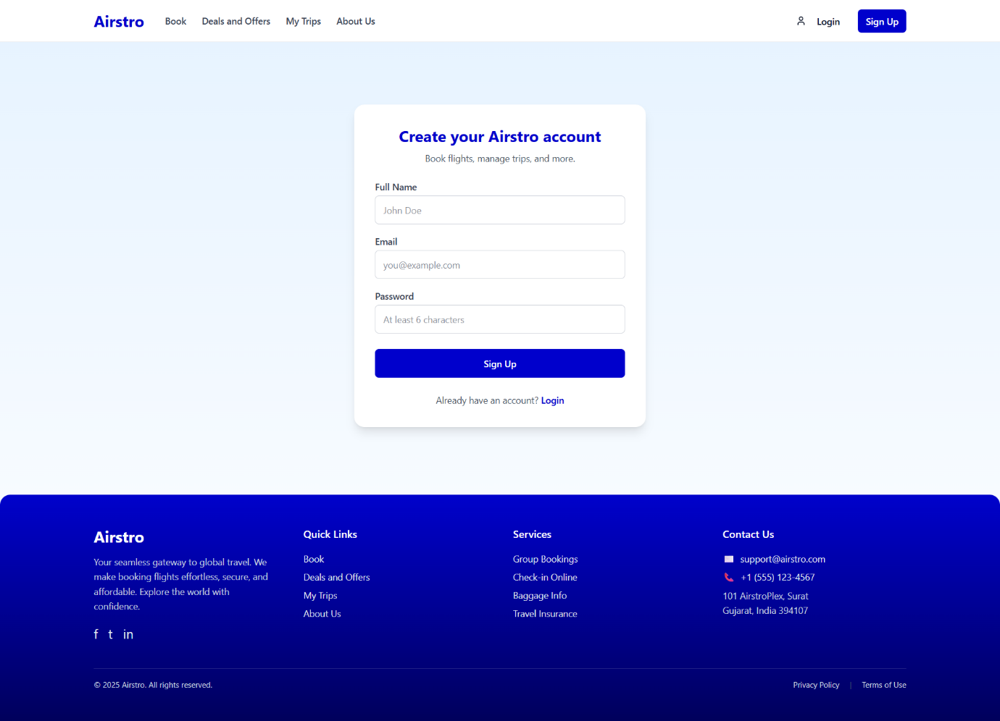 Airstro
Book
Deals and Offers
My Trips
About Us
Login
Sign Up
Create your Airstro account
Book flights, manage trips, and more.
Full Name
John Doe
Email
you@example.com
Password
At least 6 characters
Sign Up
Already have an account? Login
Airstro
Your seamless gateway to global travel. We
make booking flights effortless, secure, and
affordable. Explore the world with
confidence.
f t in
Quick Links
Book
Deals and Offers
My Trips
About Us
Services
Group Bookings
Check-in Online
Baggage Info
Travel Insurance
Contact Us
support@airstro.com
+1 (555) 123-4567
101 AirstroPlex, Surat
Gujarat, India 394107
© 2025 Airstro. All rights reserved.
Privacy Policy | Terms of Use